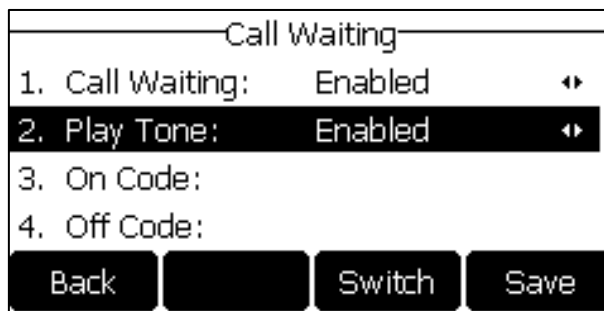 Call Waiting
1. Call Waiting: Enabled
2. Play Tone: Enabled
3. On Code:
4. Off Code:
Back Switch Save